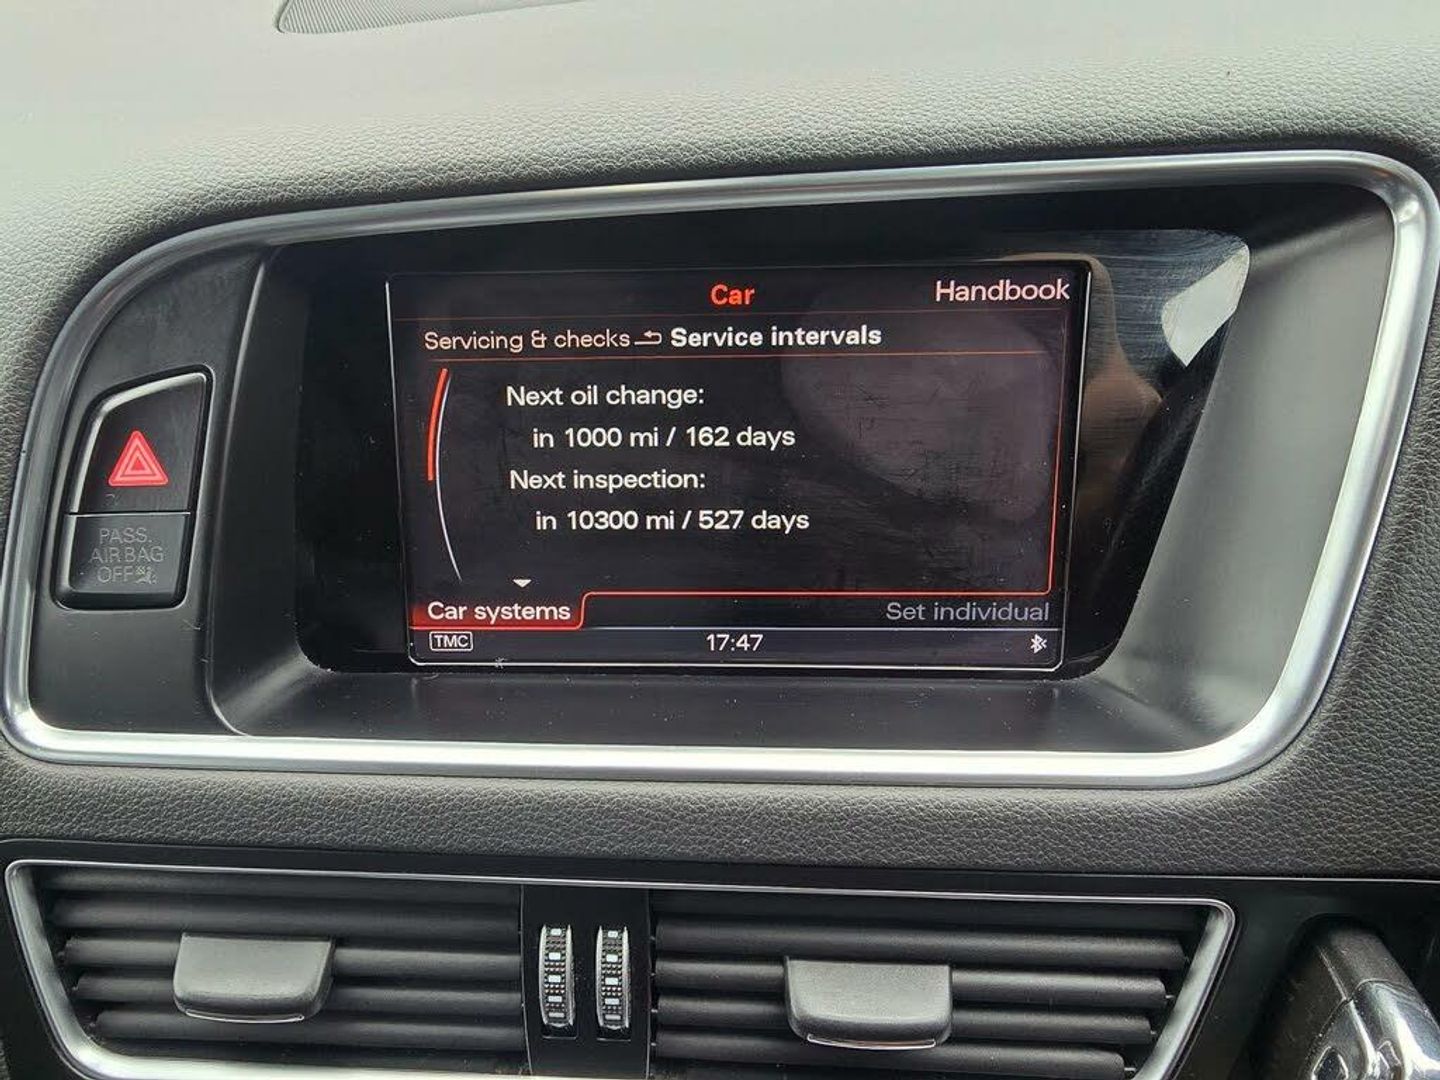 Car
Handbook
Servicing & checks Service intervals
Next oil change:
in 1000 mi / 162 days
Next inspection:
in 10300 mi / 527 days
Car systems
Set individual
TMC
17:47
PASS.
AIR BAG
OFF